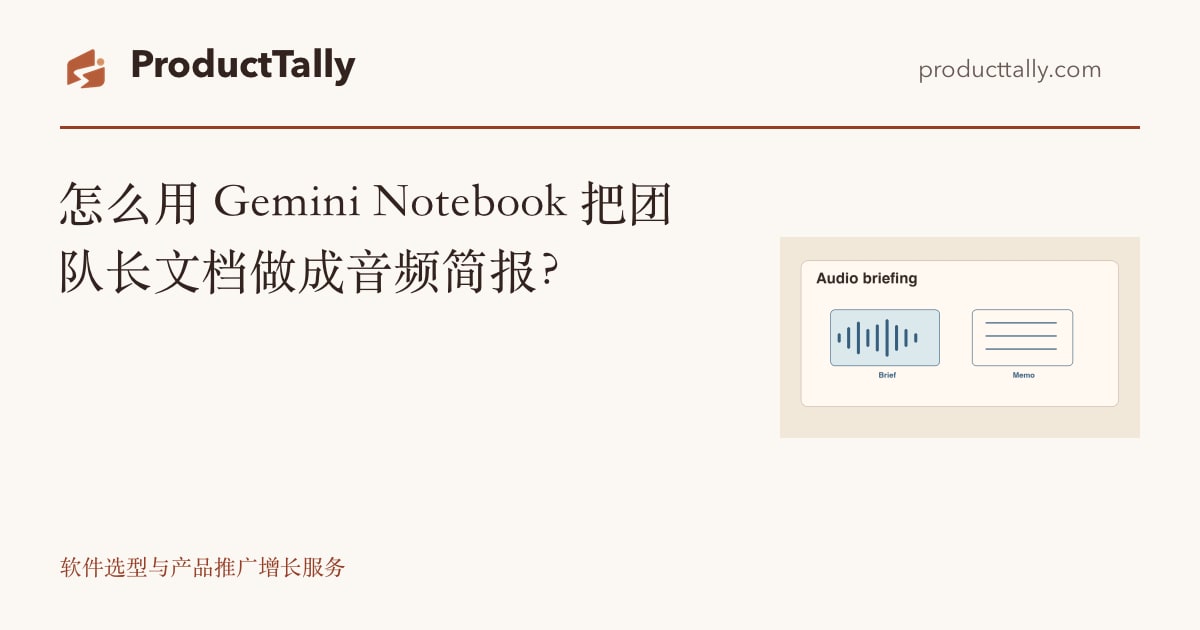 ProductTally
producttally.com
怎么用 Gemini Notebook 把团
队长文档做成音频简报?
Audio briefing
Brief
Memo
软件选型与产品推广增长服务